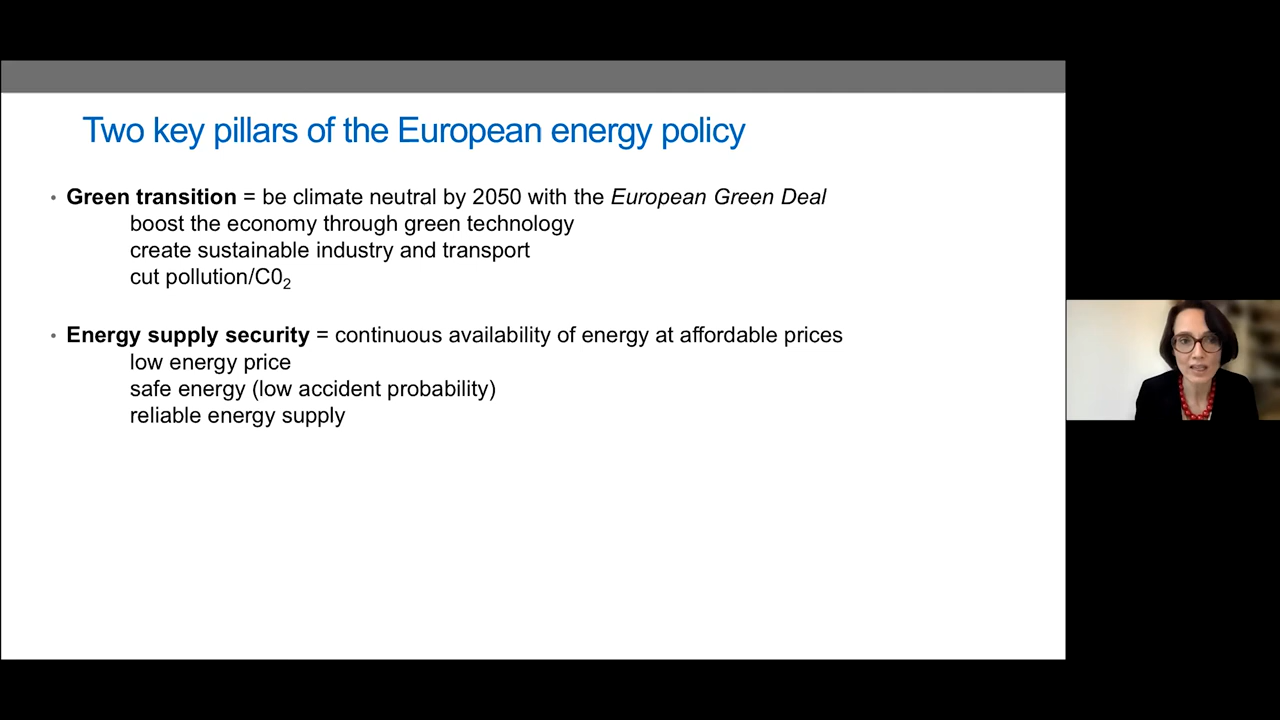 Two key pillars of the European energy policy
• Green transition = be climate neutral by 2050 with the European Green Deal
boost the economy through green technology
create sustainable industry and transport
cut pollution/C0₂
• Energy supply security = continuous availability of energy at affordable prices
low energy price
safe energy (low accident probability)
reliable energy supply